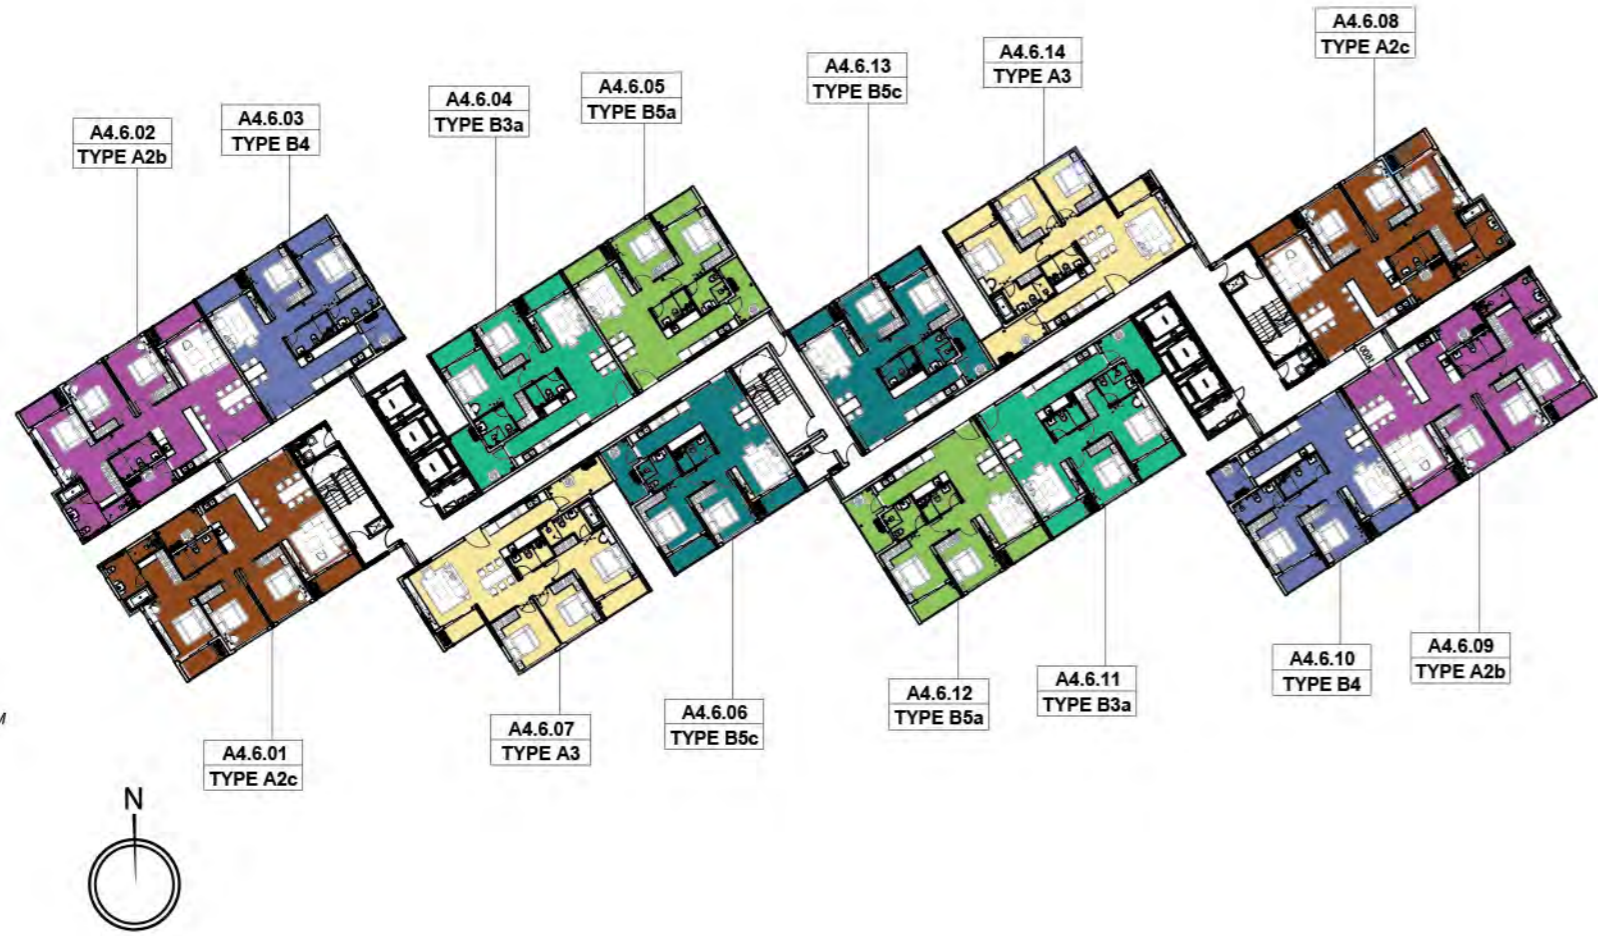 A4.6.08
TYPE A2c
A4.6.14
TYPE A3
A4.6.13
TYPE B5c
A4.6.05
TYPE B5a
A4.6.04
TYPE B3a
A4.6.03
TYPE B4
A4.6.02
TYPE A2b
A4.6.09
TYPE A2b
A4.6.10
TYPE B4
A4.6.11
TYPE B3a
A4.6.12
TYPE B5a
A4.6.06
TYPE B5c
A4.6.07
TYPE A3
A4.6.01
TYPE A2c
M
N